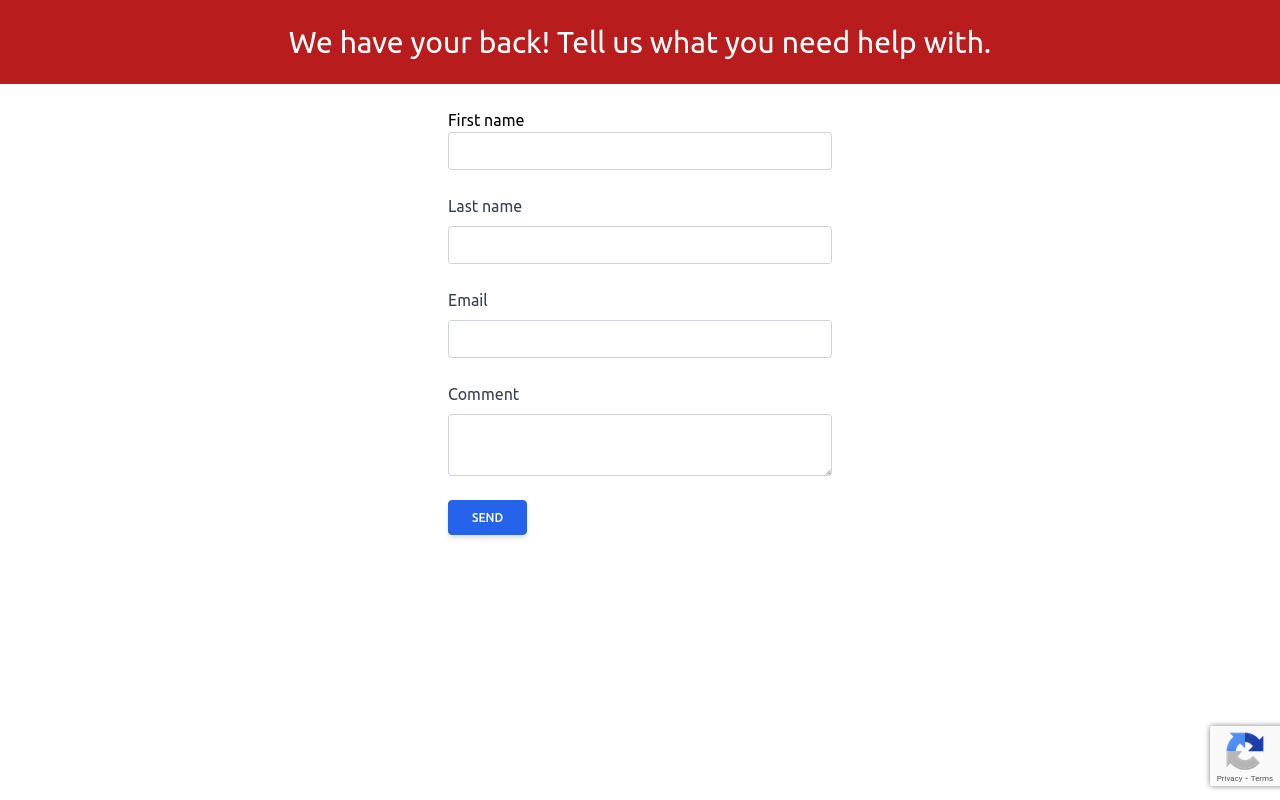 We have your back! Tell us what you need help with.
First name
Last name
Email
Comment
SEND
Privacy - Terms